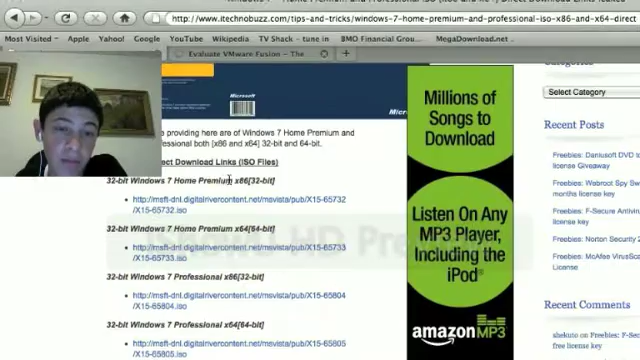 http://www.itechnobuzz.com/tips-and-tricks/windows-7-home-premium-and-professional-iso-x86-and-x64-direct
Most Visited
Apple
Google
YouTube
Wikipedia
TV Shack - tune in
BMO Financial Grou...
MegaDownload.net
Evaluate VMware Fusion - The
Microsoft
providing here are of Windows 7 Home Premium and
essional both [x86 and x64] 32-bit and 64-bit.
rect Download Links (ISO Files)
32-bit Windows 7 Home Premium x86[32-bit]
http://msft-dnl.digitalrivercontent.net/msvista/pub/X15-65732
/X15-65732.iso
32-bit Windows 7 Home Premium x64[64-bit]
http://msft-dnl.digitalrivercontent.net/msvista/pub/X15-65733
/X15-65733.iso
32-bit Windows 7 Professional x86[32-bit]
http://msft-dnl.digitalrivercontent.net/msvista/pub/X15-65804
/X15-65804.iso
32-bit Windows 7 Professional x64[64-bit]
http://msft-dnl.digitalrivercontent.net/msvista/pub/X15-65805
/X15-65805.iso
Millions of
Songs to
Download
Listen On Any
MP3 Player,
Including the
iPod®
amazonMP3
Categories
Select Category
Recent Posts
Freebies: Daniusoft DVD to
License Giveaway
Freebies: Webroot Spy Sw
months license key
Freebies: F-Secure Antivir
license key
Freebies: Norton Security 2
Freebies: McAfee VirusSca
License
Recent Comments
shekuto on Freebies: F-Se
free license key